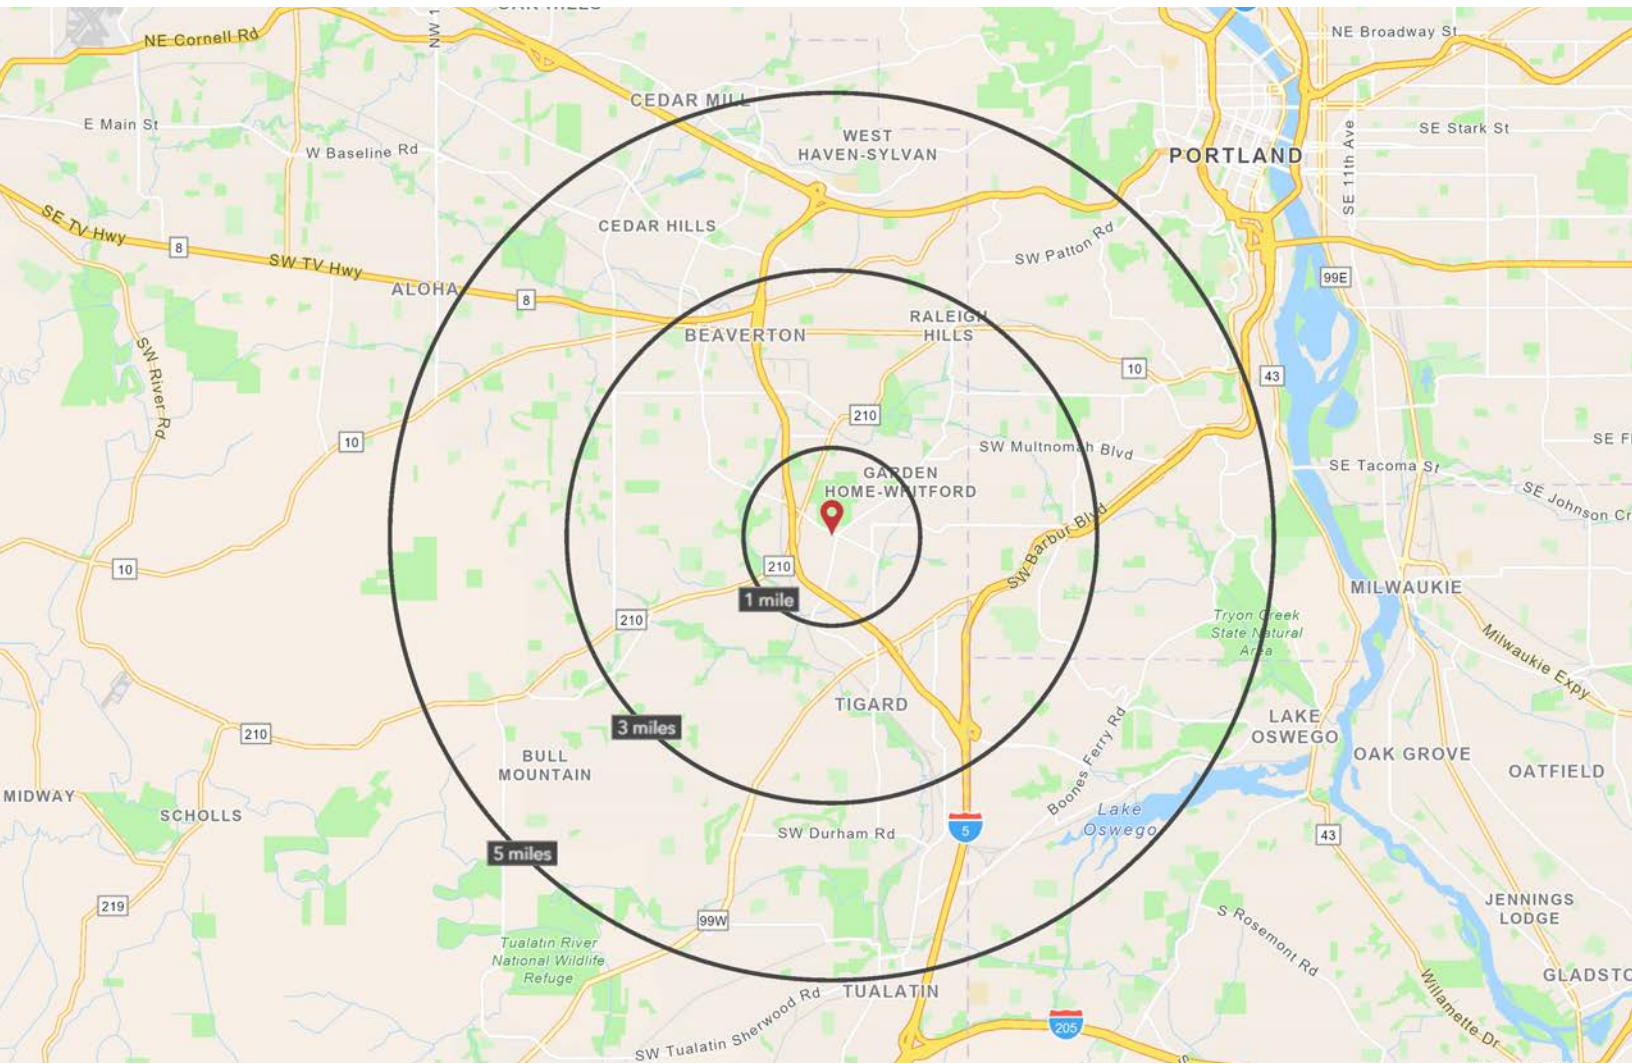 NE Cornell Rd
NW 1
NE Broadway St
CEDAR MILL
E Main St
W Baseline Rd
WEST
HAVEN-SYLVAN
PORTLAND
SE 11th Ave
SE Stark St
SE TV Hwy
8
SW TV Hwy
CEDAR HILLS
SW Patton Rd
99E
ALOHA
8
BEAVERTON
RALEIGH
HILLS
10
43
SW River Rd
210
10
SW Multnomah Blvd
SE F
GARDEN
HOME-WHITFORD
SE Tacoma St
SE Johnson Cr
SW Barbur Blvd
10
210
1 mile
MILWAUKIE
210
Tryon Creek
State Natural
Area
Milwaukie Expy
3 miles
TIGARD
210
BULL
MOUNTAIN
Boones Ferry Rd
LAKE
OSWEGO
OAK GROVE
OATFIELD
MIDWAY
SCHOLLS
Lake
Oswego
5
SW Durham Rd
43
5 miles
219
99W
JENNINGS
LODGE
S Rosemont Rd
Tualatin River
National Wildlife
Refuge
GLADSTO
TUALATIN
Willamette Dr
SW Tualatin Sherwood Rd
205